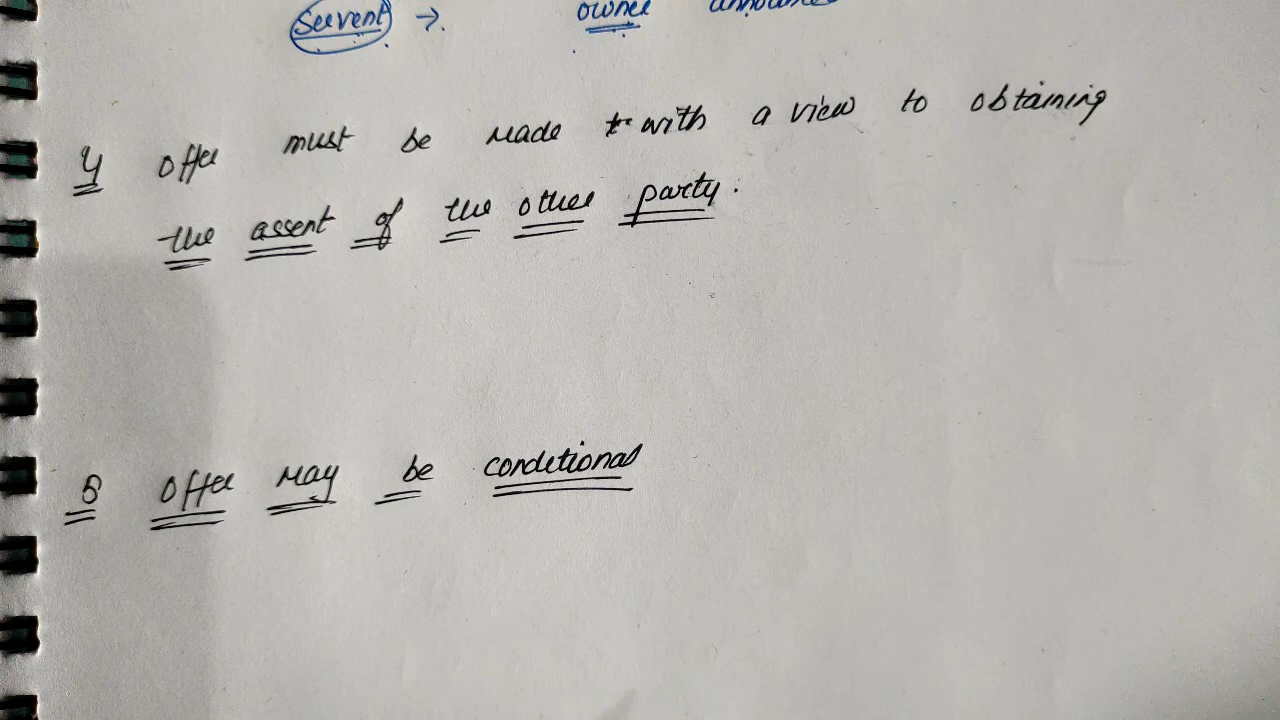 Servent →. owner
4 offer must be made with a view to obtaining
the assent of the other party.
5 offer may be conditional